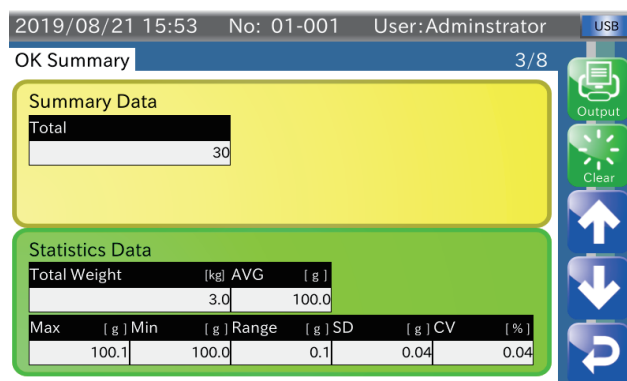 2019/08/21 15:53 No: 01-001 User:Adminstrator USB
OK Summary 3/8
Output
Clear
Summary Data
Total
30
Statistics Data
Total Weight [kg] AVG [ g ]
3.0 100.0
Max [ g ] Min [ g ] Range [ g ] SD [ g ] CV [ % ]
100.1 100.0 0.1 0.04 0.04